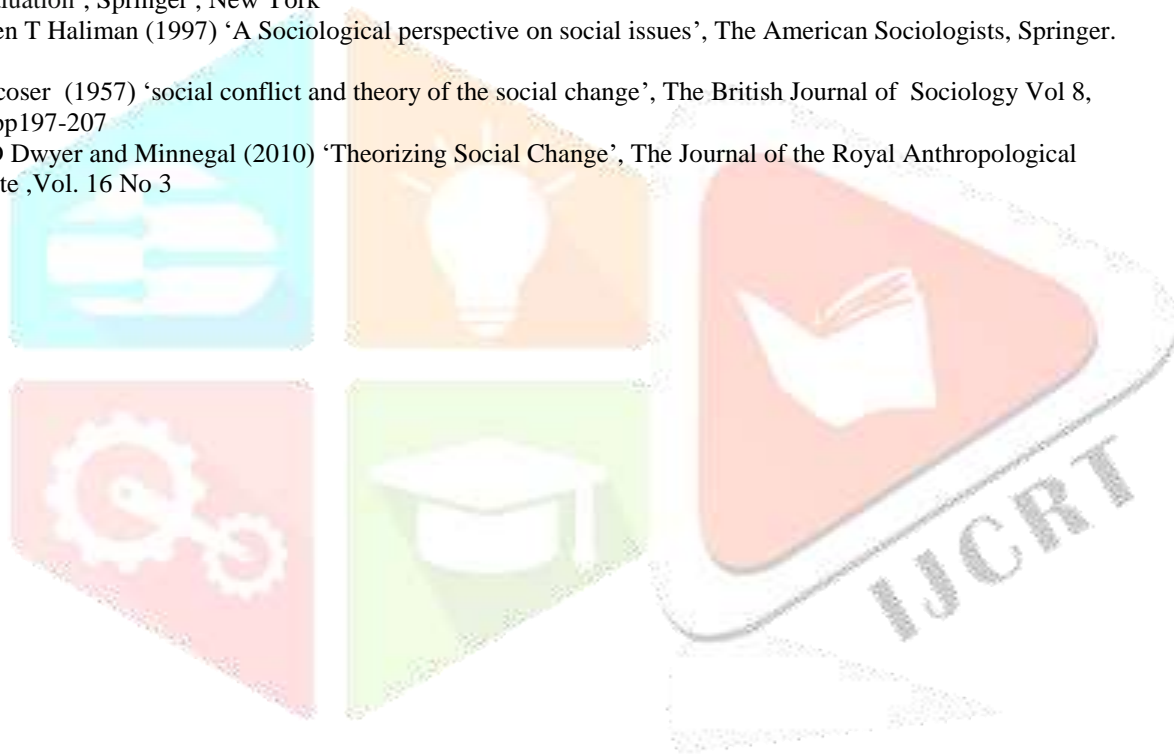 luation , Springer , New York
en T Haliman (1997) ‘A Sociological perspective on social issues’, The American Sociologists, Springer.
coser (1957) ‘social conflict and theory of the social change’, The British Journal of Sociology Vol 8,
pp197-207
Dwyer and Minnegal (2010) ‘Theorizing Social Change’, The Journal of the Royal Anthropological
te ,Vol. 16 No 3
IJCRT